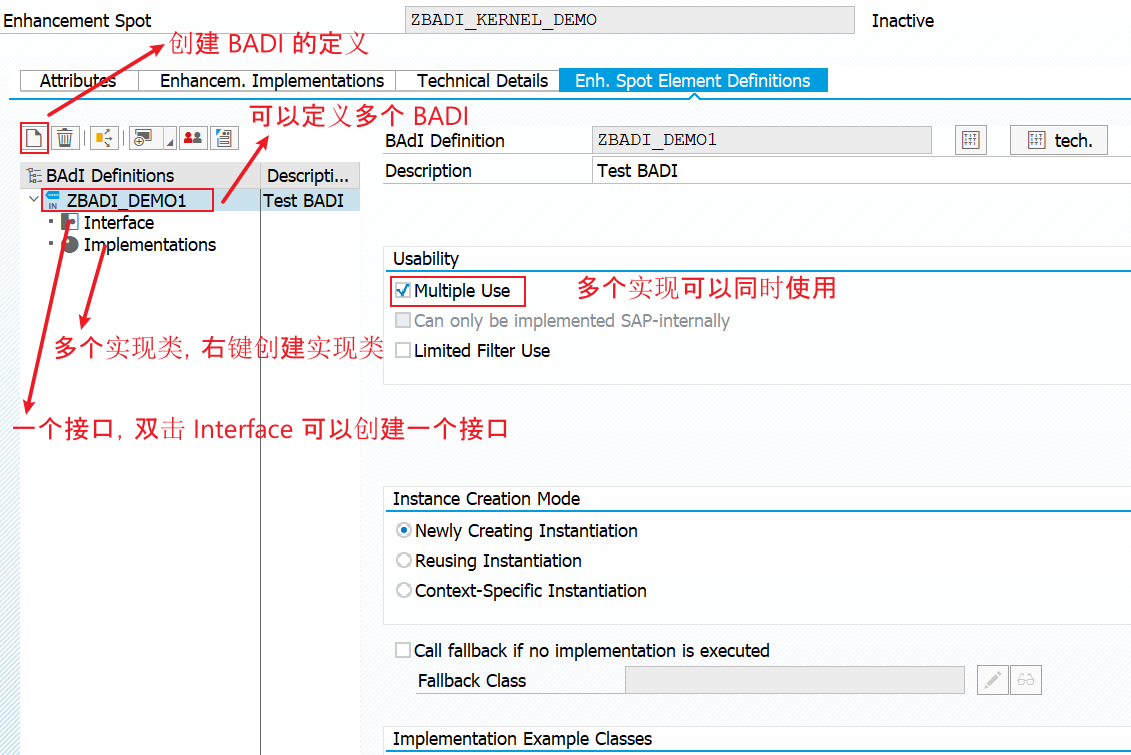 Enhancement Spot ZBADI_KERNEL_DEMO Inactive
创建 BADI 的定义
Attributes Enhancem. Implementations Technical Details Enh. Spot Element Definitions
可以定义多个 BADI
BAdI Definition ZBADI_DEMO1 tech.
Description Test BADI
BAdI Definitions Descripti...
IN ZBADI_DEMO1 Test BADI
Interface
Implementations
Usability
Multiple Use
多个实现可以同时使用
Can only be implemented SAP-internally
Limited Filter Use
多个实现类, 右键创建实现类
一个接口, 双击 Interface 可以创建一个接口
Instance Creation Mode
Newly Creating Instantiation
Reusing Instantiation
Context-Specific Instantiation
Call fallback if no implementation is executed
Fallback Class
Implementation Example Classes